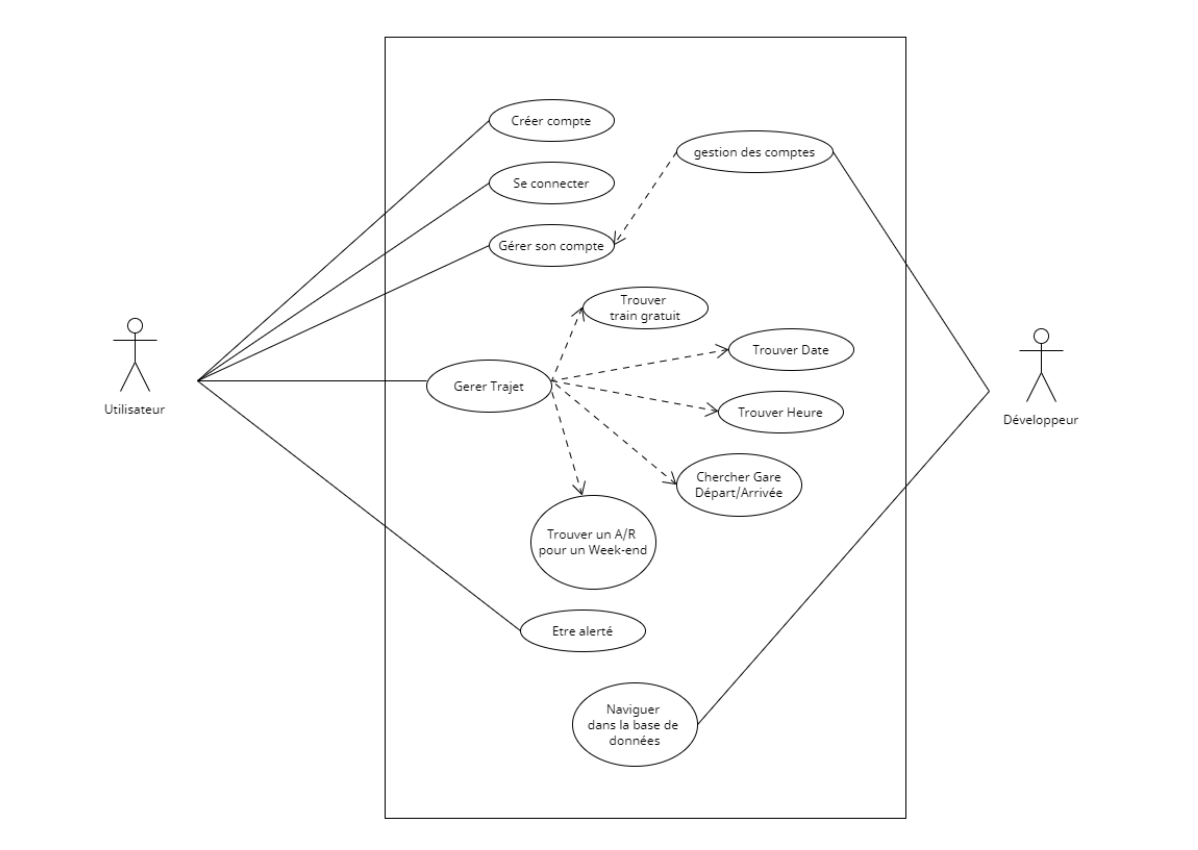 Créer compte
gestion des comptes
Se connecter
Gérer son compte
Trouver
train gratuit
Trouver Date
Gerer Trajet
Trouver Heure
Utilisateur
Développeur
Chercher Gare
Départ/Arrivée
Trouver un A/R
pour un Week-end
Etre alerté
Naviguer
dans la base de
données